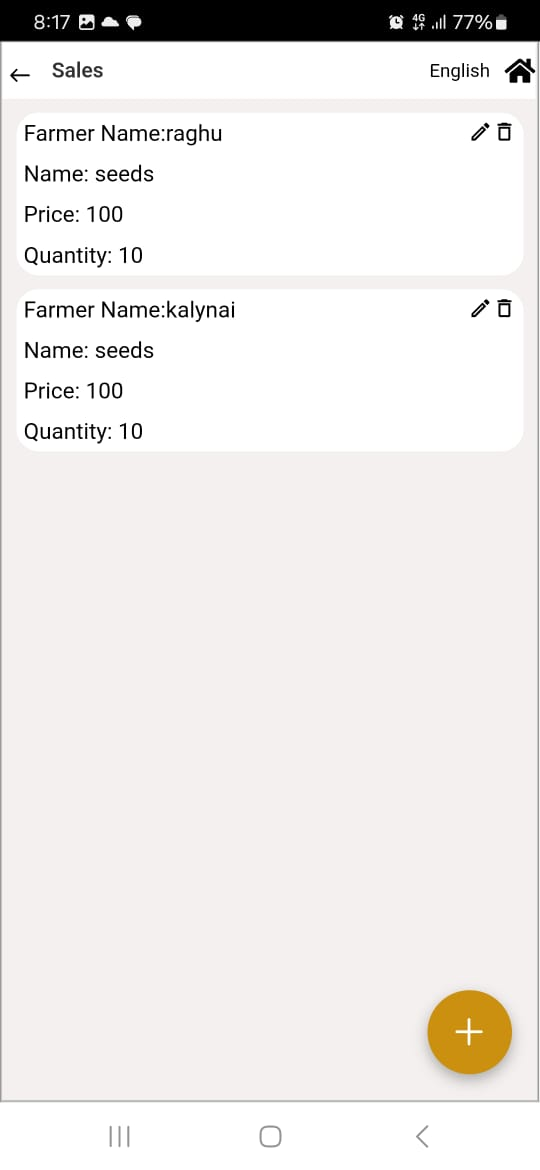 8:17 4G 77%
Sales English
Farmer Name:raghu
Name: seeds
Price: 100
Quantity: 10
Farmer Name:kalynai
Name: seeds
Price: 100
Quantity: 10